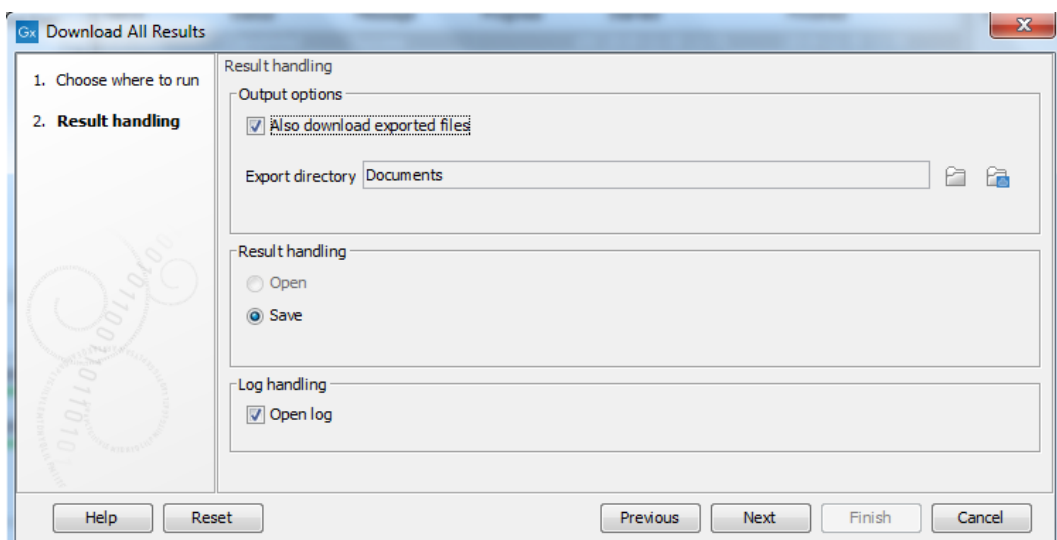 Gx Download All Results
1. Choose where to run
2. Result handling
Result handling
Output options
Also download exported files
Export directory Documents
Result handling
Open
Save
Log handling
Open log
Help Reset Previous Next Finish Cancel